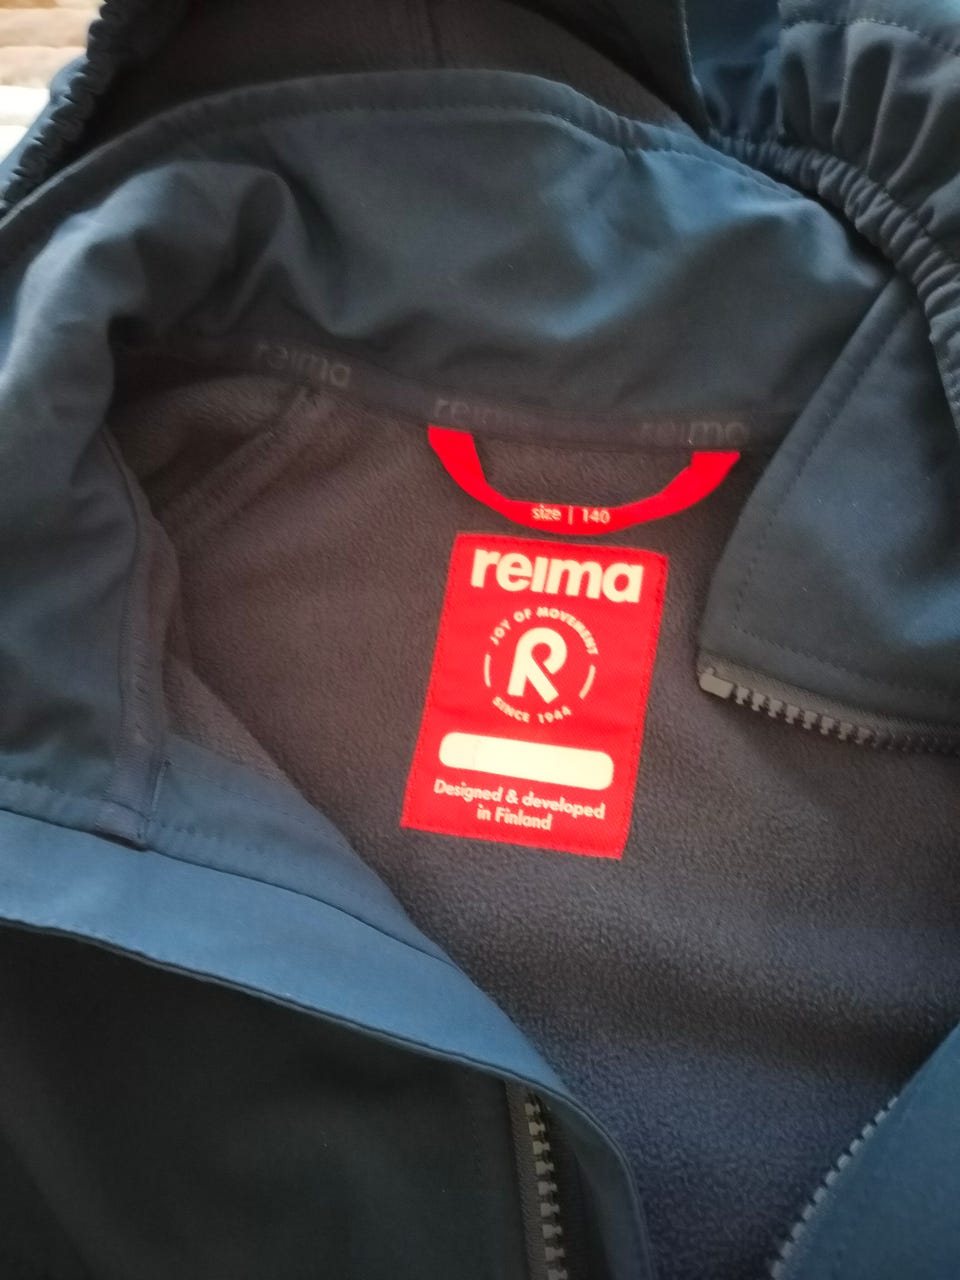 reima
reima
reima
size | 140
reima
JOY OF MOVEMENT
R
SINCE 1944
Designed & developed
in Finland